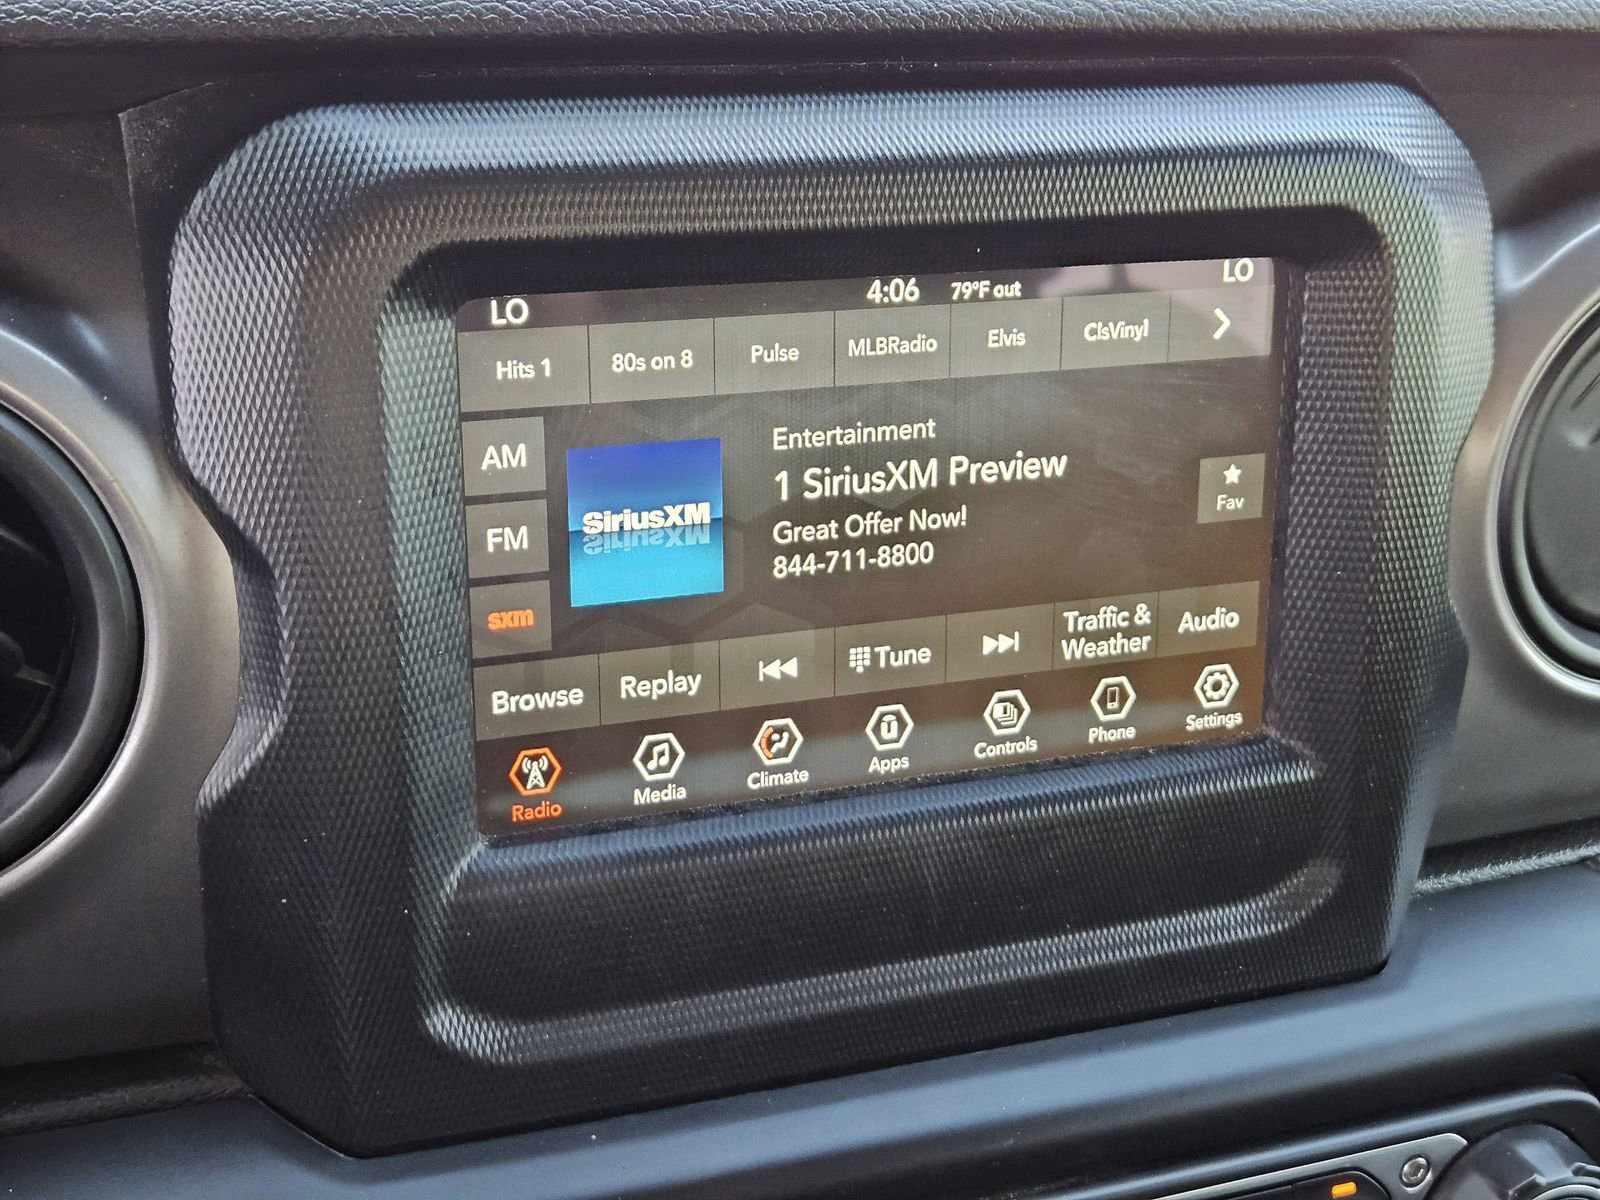 LO 4:06 79°F out LO
Hits 1 80s on 8 Pulse MLBRadio Elvis ClsVinyl
AM
FM
sxm
SiriusXM
Entertainment
1 SiriusXM Preview
Great Offer Now!
844-711-8800
Fav
Browse Replay Tune Traffic &
Weather Audio
Radio Media Climate Apps Controls Phone Settings